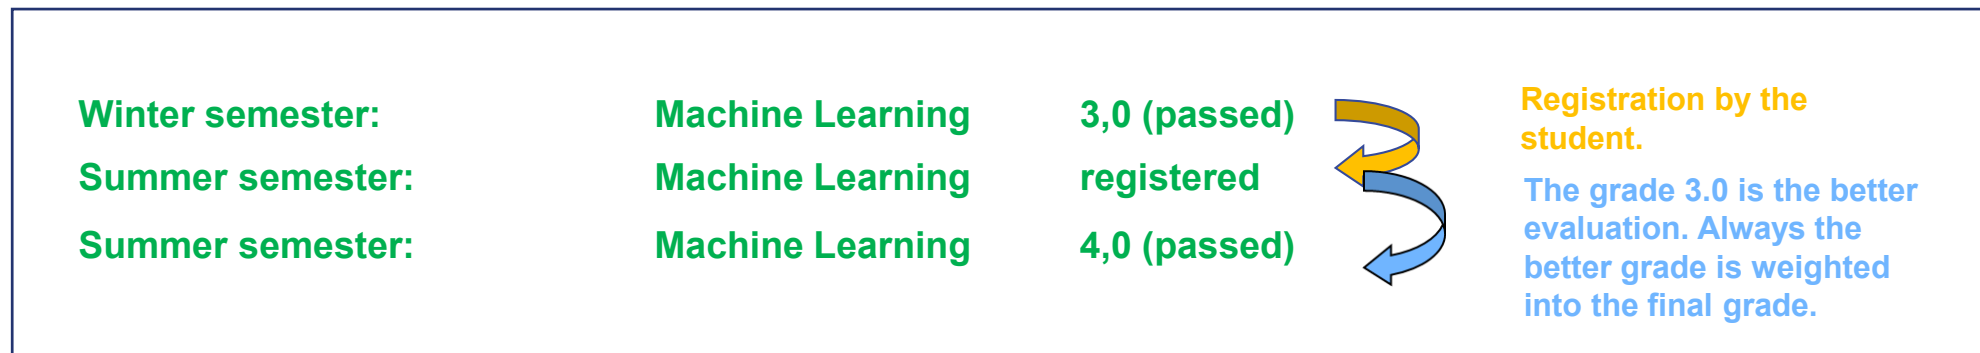 Winter semester: Machine Learning 3,0 (passed)
Summer semester: Machine Learning registered
Summer semester: Machine Learning 4,0 (passed)
Registration by the
student.
The grade 3.0 is the better
evaluation. Always the
better grade is weighted
into the final grade.